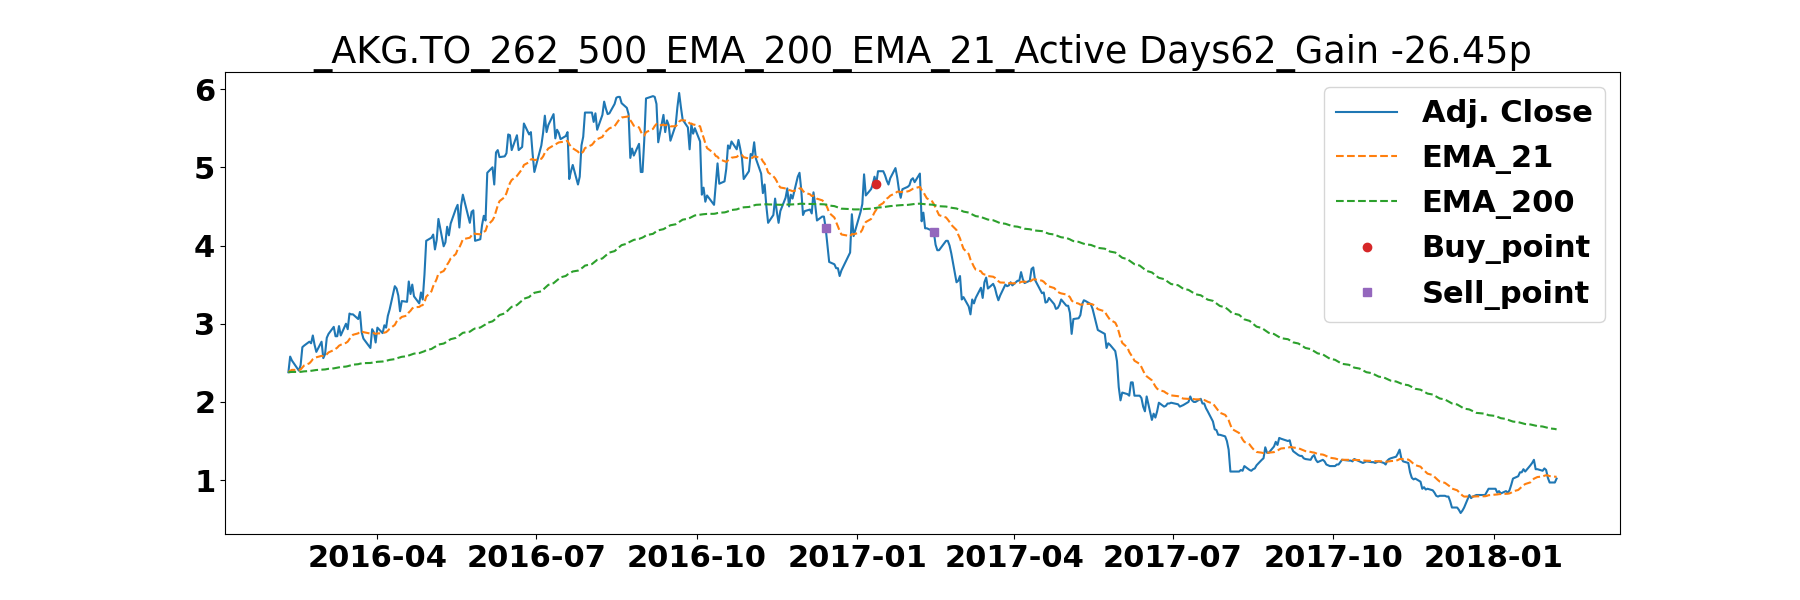 _AKG.TO_262_500_EMA_200_EMA_21_Active Days62_Gain -26.45p
6
5
4
3
2
1
Adj. Close
EMA_21
EMA_200
Buy_point
Sell_point
2016-04 2016-07 2016-10 2017-01 2017-04 2017-07 2017-10 2018-01